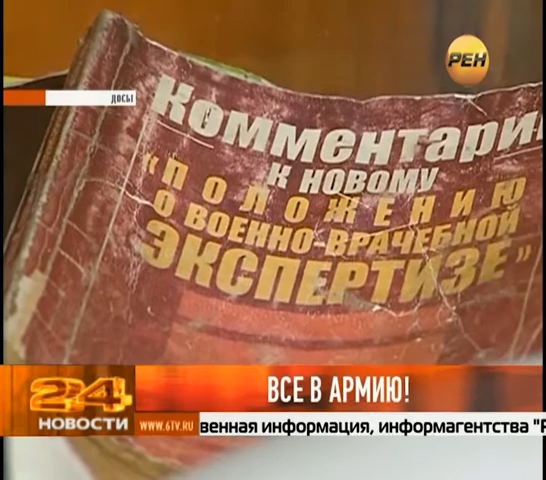 РЕН
ДОСЬЕ
Комментарий
К НОВОМУ
«ПОЛОЖЕНИЮ
О ВОЕННО-ВРАЧЕБНОЙ
ЭКСПЕРТИЗЕ»
24
НОВОСТИ
ВСЕ В АРМИЮ!
WWW.6TV.RU
венная информация, информагентства "Р